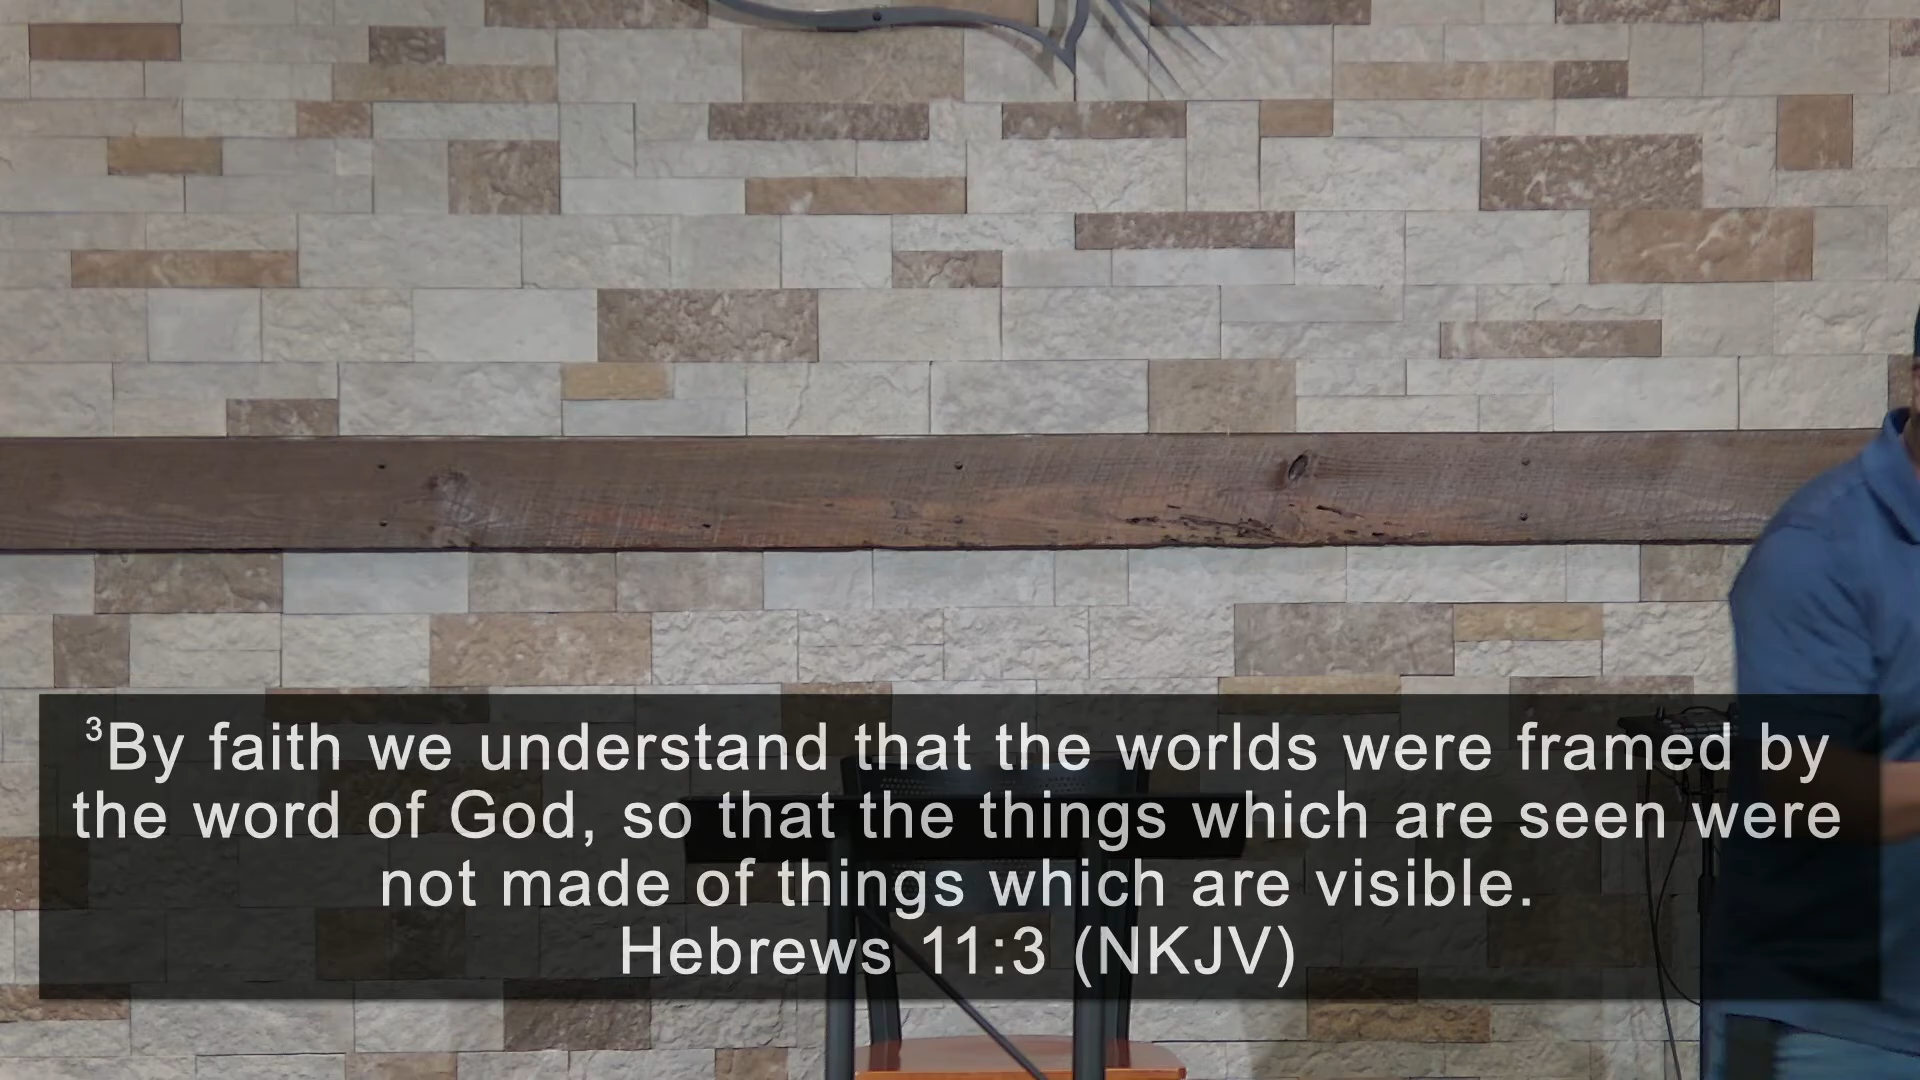 ³By faith we understand that the worlds were framed by
the word of God, so that the things which are seen were
not made of things which are visible.
Hebrews 11:3 (NKJV)